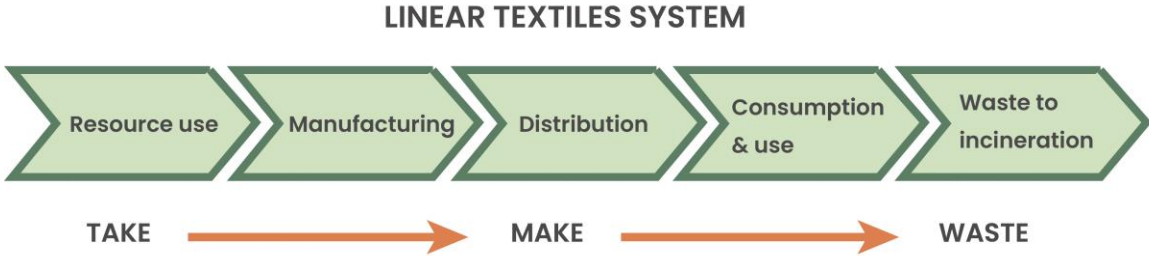 LINEAR TEXTILES SYSTEM
Resource use
Manufacturing
Distribution
Consumption
& use
Waste to
incineration
TAKE
MAKE
WASTE